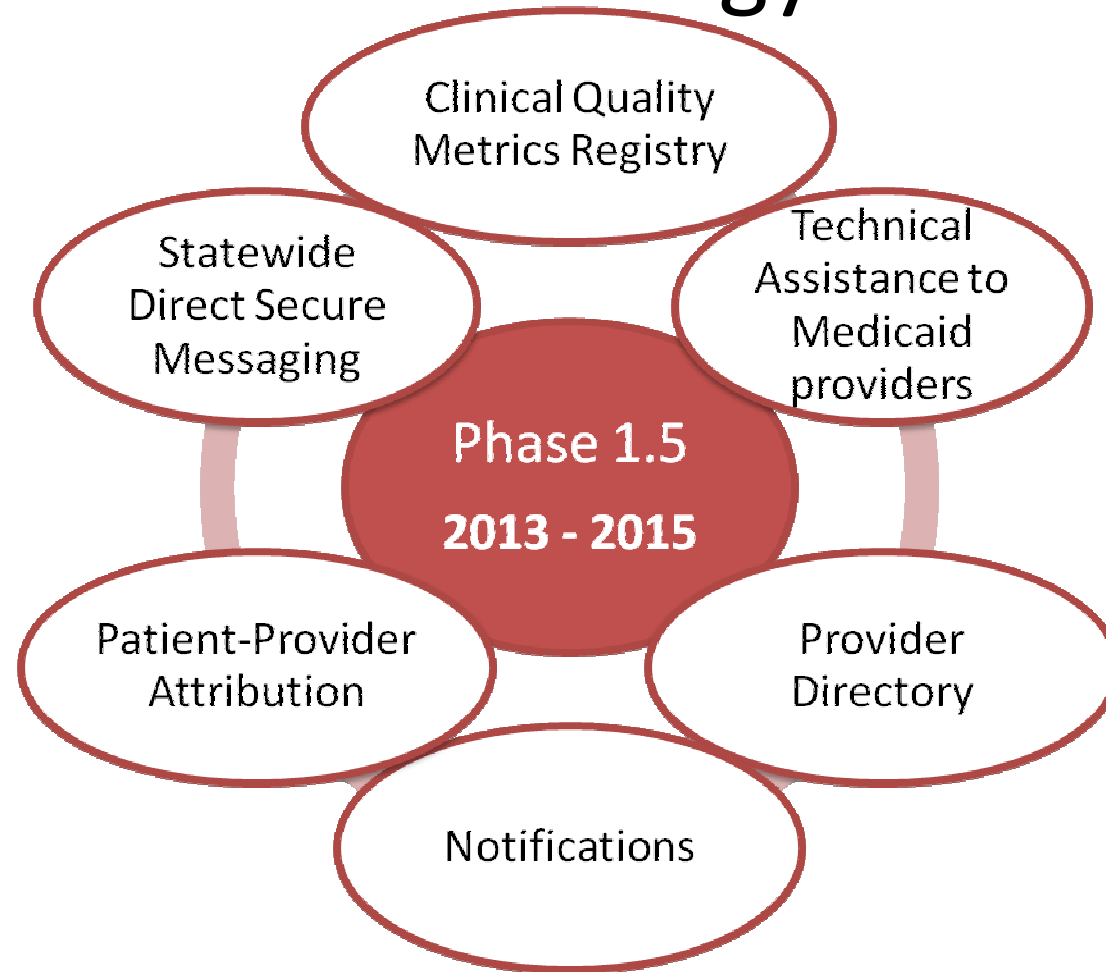 Clinical Quality
Metrics Registry
Technical
Assistance to
Medicaid
providers
Statewide
Direct Secure
Messaging
Phase 1.5
2013 - 2015
Patient-Provider
Attribution
Provider
Directory
Notifications